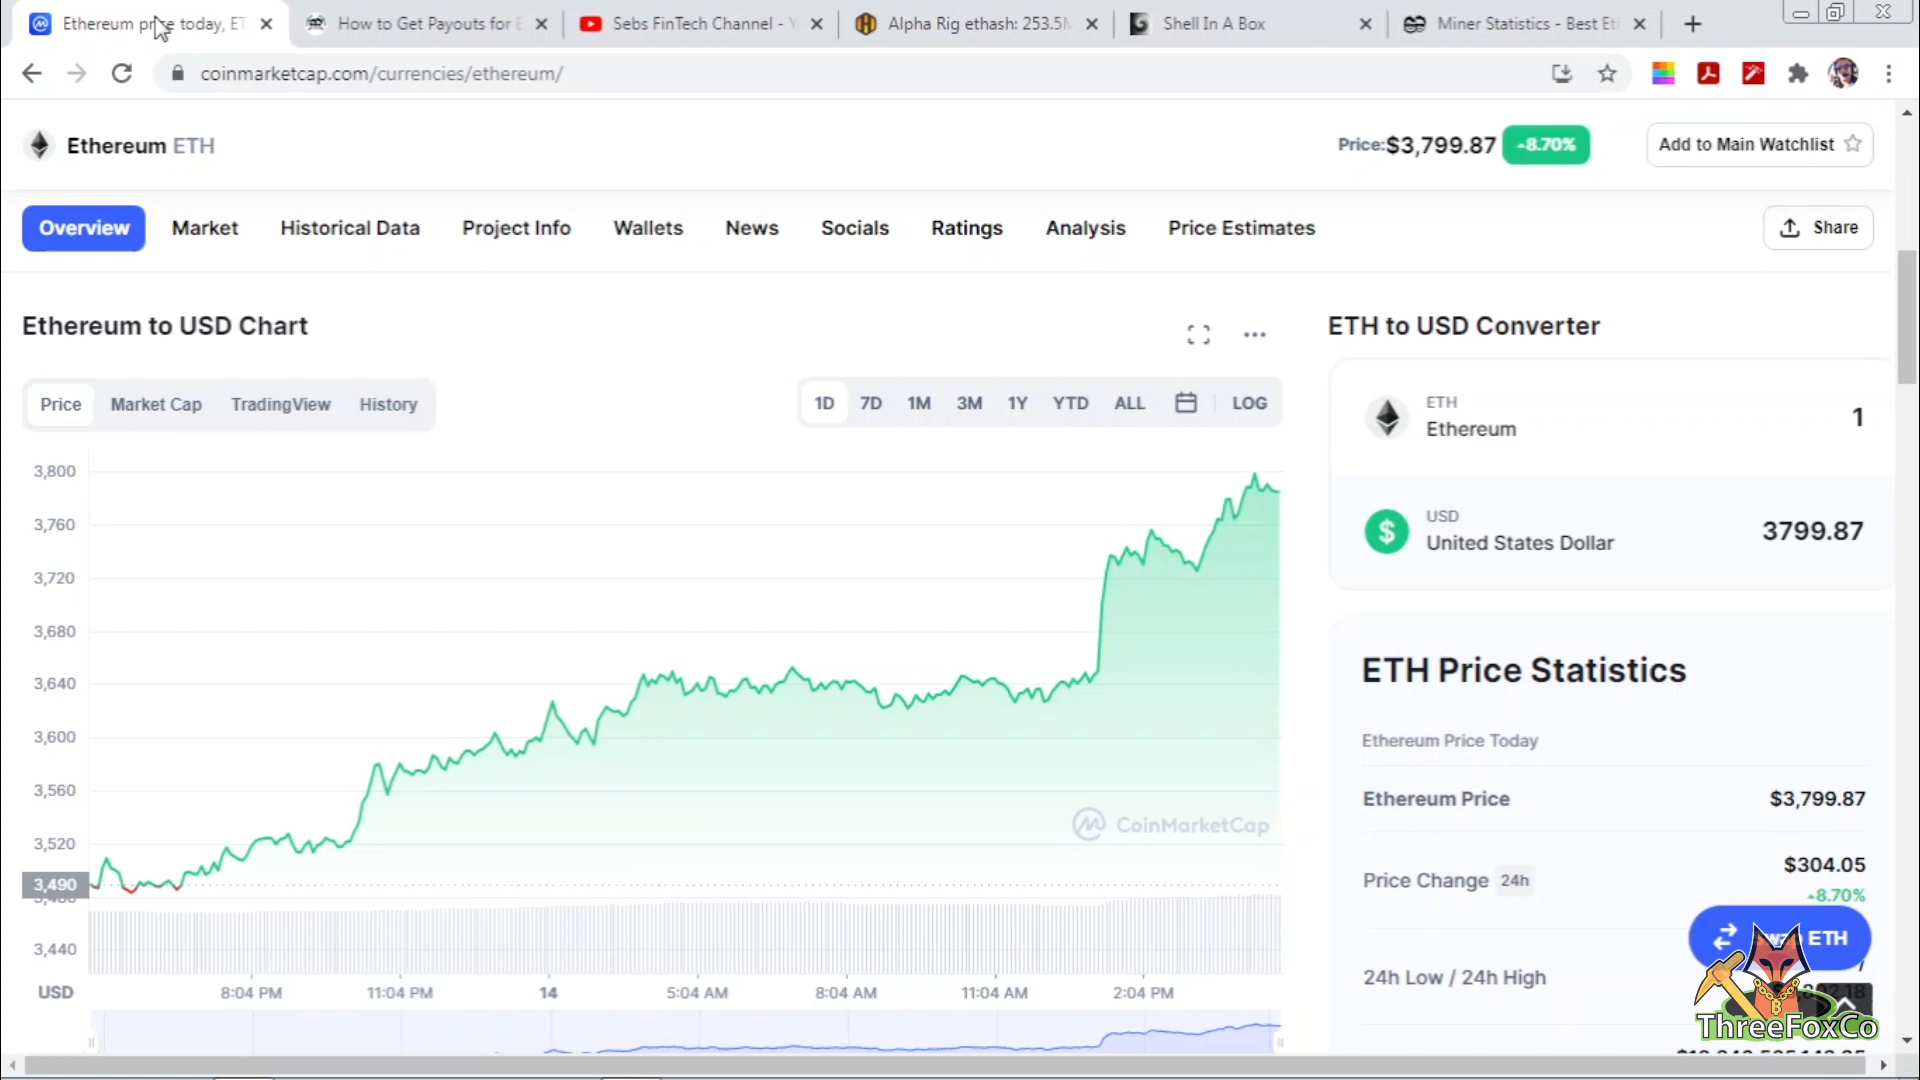 Ethereum price today, ET
How to Get Payouts for E
Sebs FinTech Channel - Y
Alpha Rig ethash: 253.5M
Shell In A Box
Miner Statistics - Best Et
coinmarketcap.com/currencies/ethereum/
Ethereum ETH
Price:$3,799.87
8.70%
Add to Main Watchlist
Overview
Market
Historical Data
Project Info
Wallets
News
Socials
Ratings
Analysis
Price Estimates
Share
Ethereum to USD Chart
ETH to USD Converter
Price
Market Cap
TradingView
History
1D
7D
1M
3M
1Y
YTD
ALL
LOG
ETH
Ethereum
1
USD
United States Dollar
3799.87
3,800
3,760
3,720
3,680
3,640
3,600
3,560
3,520
3,490
3,440
USD
8:04 PM
11:04 PM
14
5:04 AM
8:04 AM
11:04 AM
2:04 PM
CoinMarketCap
ETH Price Statistics
Ethereum Price Today
Ethereum Price
$3,799.87
Price Change 24h
$304.05
8.70%
ETH
24h Low / 24h High
ThreeFoxCo